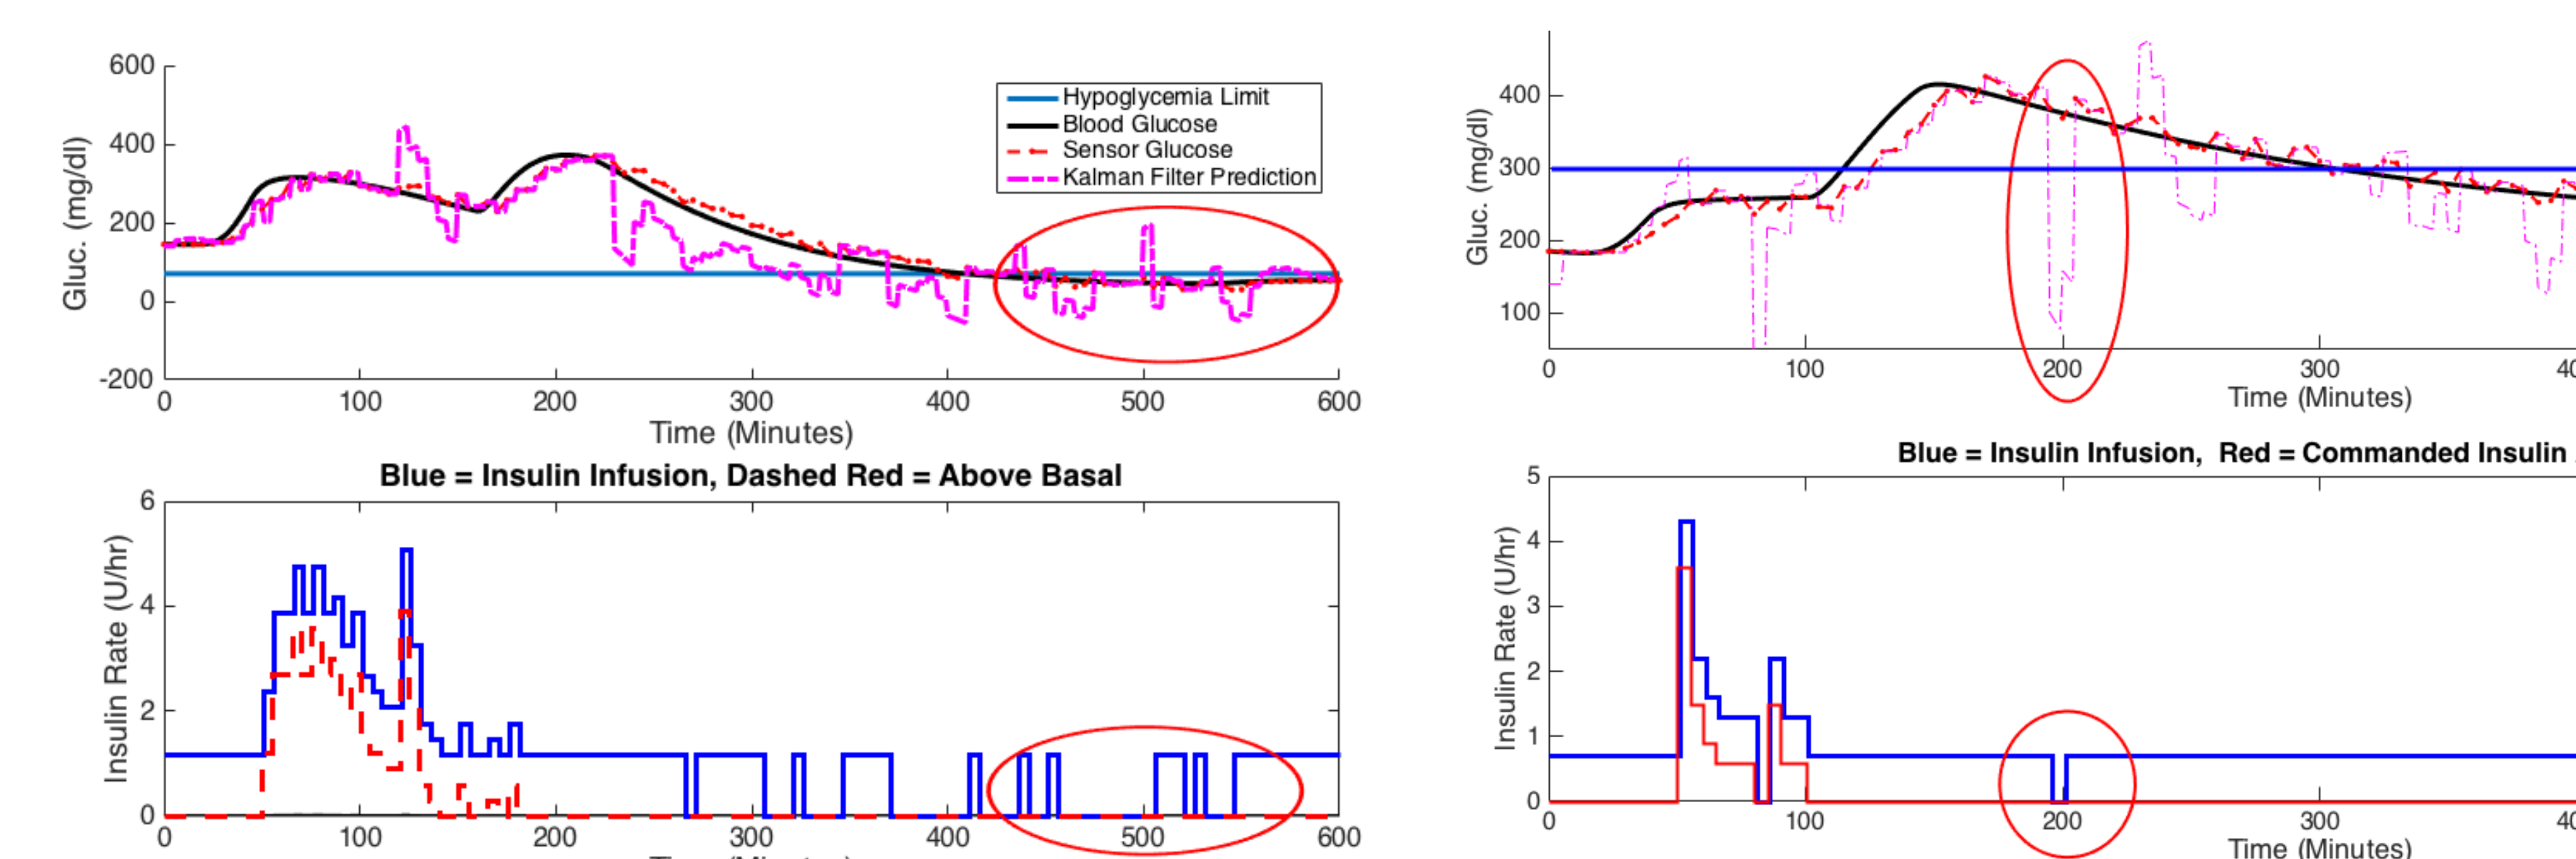 600
400
200
0
-200
Gluc. (mg/dl)
Hypoglycemia Limit
Blood Glucose
Sensor Glucose
Kalman Filter Prediction
0 100 200 300 400 500 600
Time (Minutes)
Blue = Insulin Infusion, Dashed Red = Above Basal
6
4
2
0
Insulin Rate (U/hr)
0 100 200 300 400 500 600
400
300
200
100
Gluc. (mg/dl)
0 100 200 300
Time (Minutes)
Blue = Insulin Infusion, Red = Commanded Insulin
5
4
3
2
1
0
Insulin Rate (U/hr)
0 100 200 300
Time (Minutes)